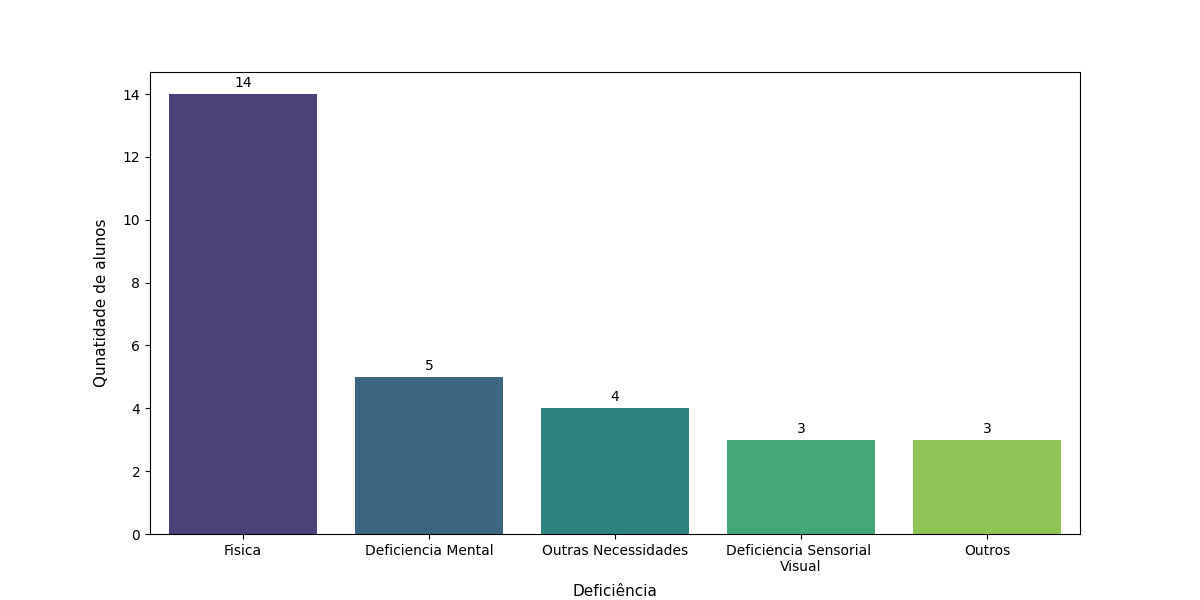 14
14
12
10
8
6
4
2
0
5
4
3
3
Qunatidade de alunos
Fisica
Deficiencia Mental
Outras Necessidades
Deficiencia Sensorial
Visual
Outros
Deficiência